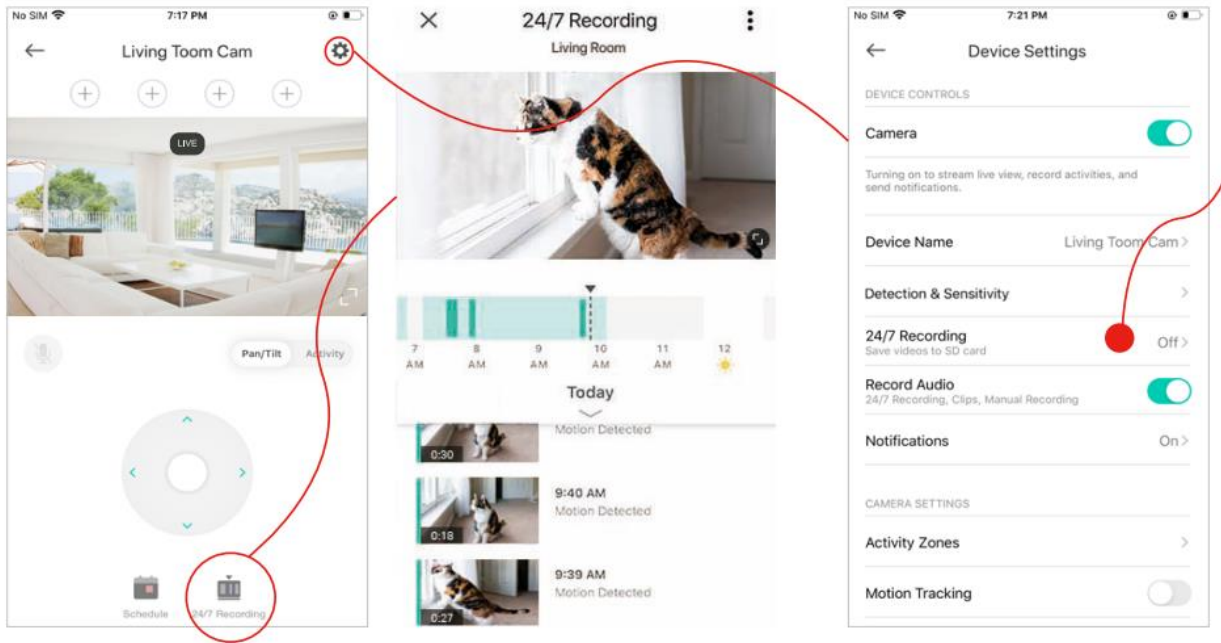 No SIM 7:17 PM
Living Toom Cam
LIVE
Pan/Tilt Activity
Schedule 24/7 Recording
24/7 Recording
Living Room
7 8 9 10 11 12
AM AM AM AM AM
Today
Motion Detected
0:30
9:40 AM
Motion Detected
0:18
9:39 AM
Motion Detected
0:27
No SIM 7:21 PM
Device Settings
DEVICE CONTROLS
Camera
Turning on to stream live view, record activities, and
send notifications.
Device Name Living Toom Cam
Detection & Sensitivity
24/7 Recording Off
Save videos to SD card
Record Audio
24/7 Recording, Clips, Manual Recording
Notifications On
CAMERA SETTINGS
Activity Zones
Motion Tracking